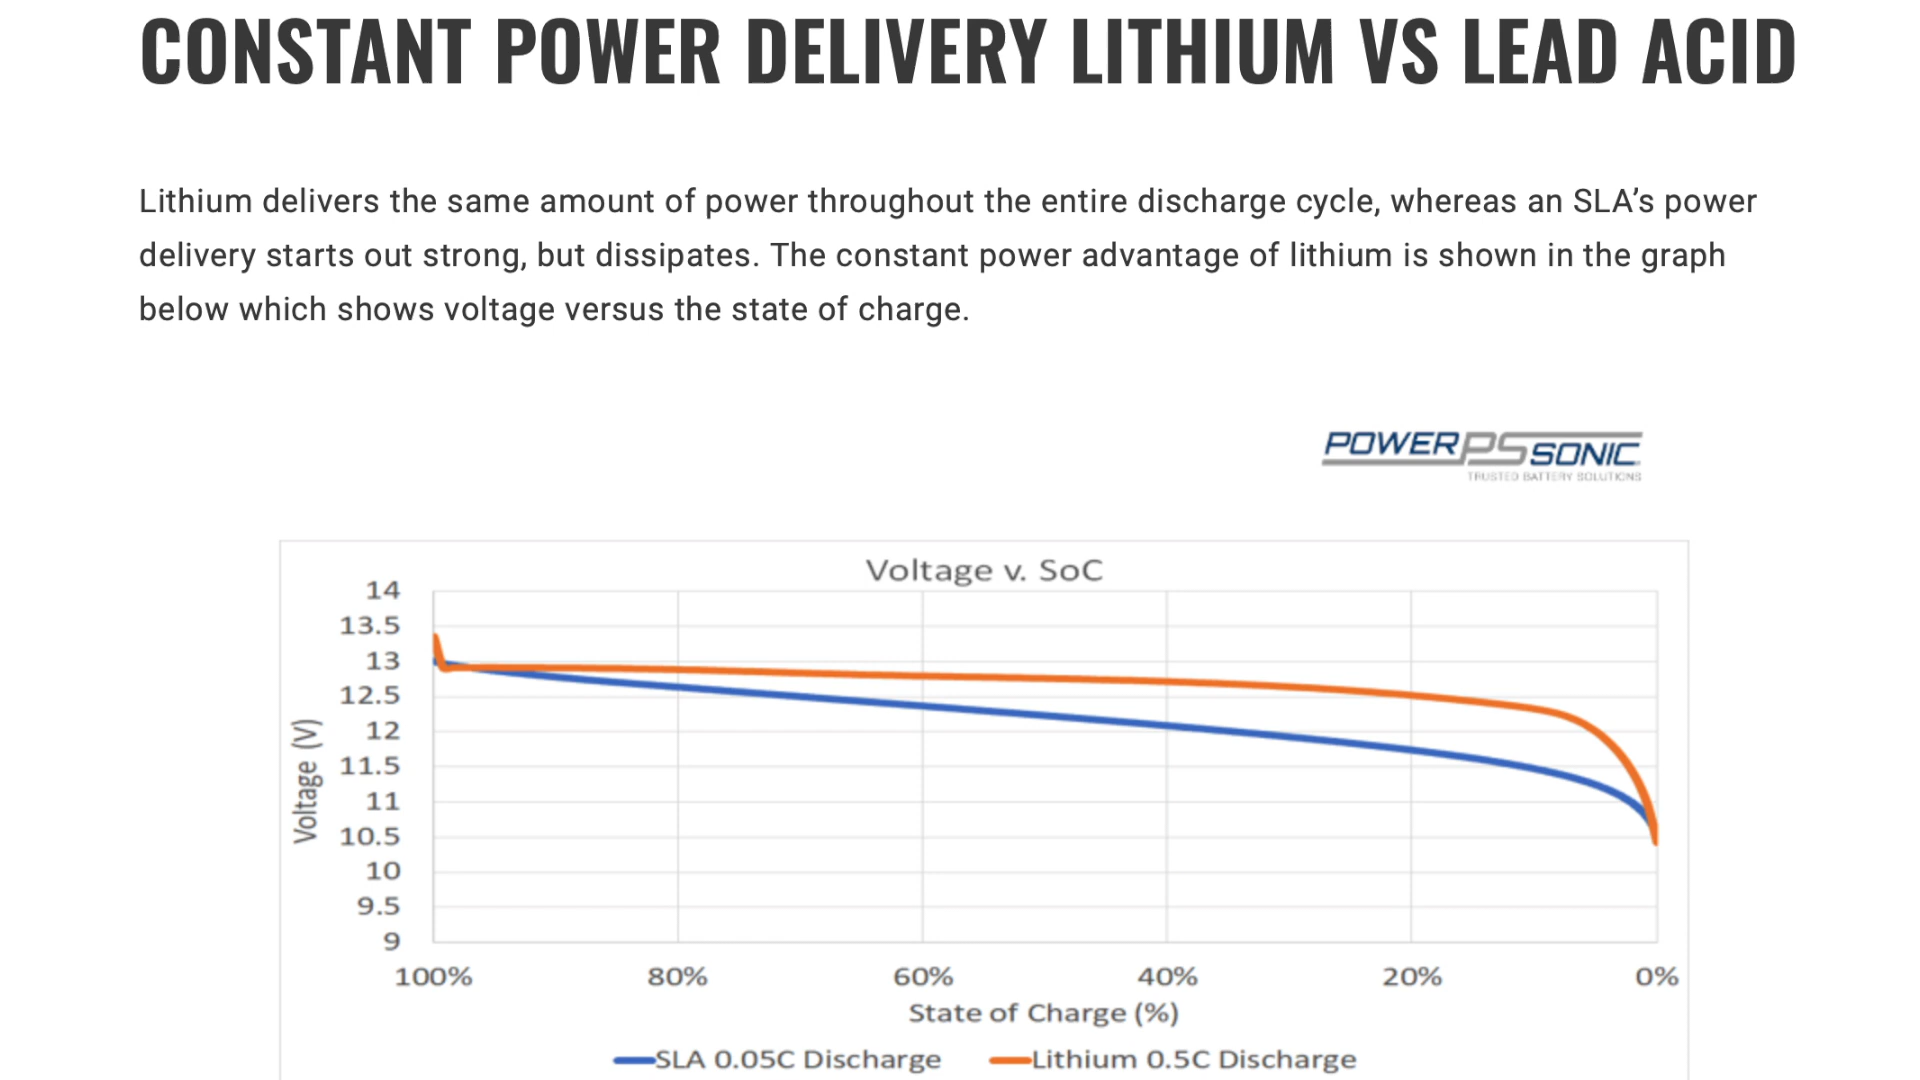 CONSTANT POWER DELIVERY LITHIUM VS LEAD ACID
Lithium delivers the same amount of power throughout the entire discharge cycle, whereas an SLA’s power
delivery starts out strong, but dissipates. The constant power advantage of lithium is shown in the graph
below which shows voltage versus the state of charge.
POWER PS SONIC
TRUSTED BATTERY SOLUTIONS
Voltage v. SoC
14
13.5
13
12.5
12
11.5
11
10.5
10
9.5
9
Voltage (V)
100% 80% 60% 40% 20% 0%
State of Charge (%)
SLA 0.05C Discharge Lithium 0.5C Discharge